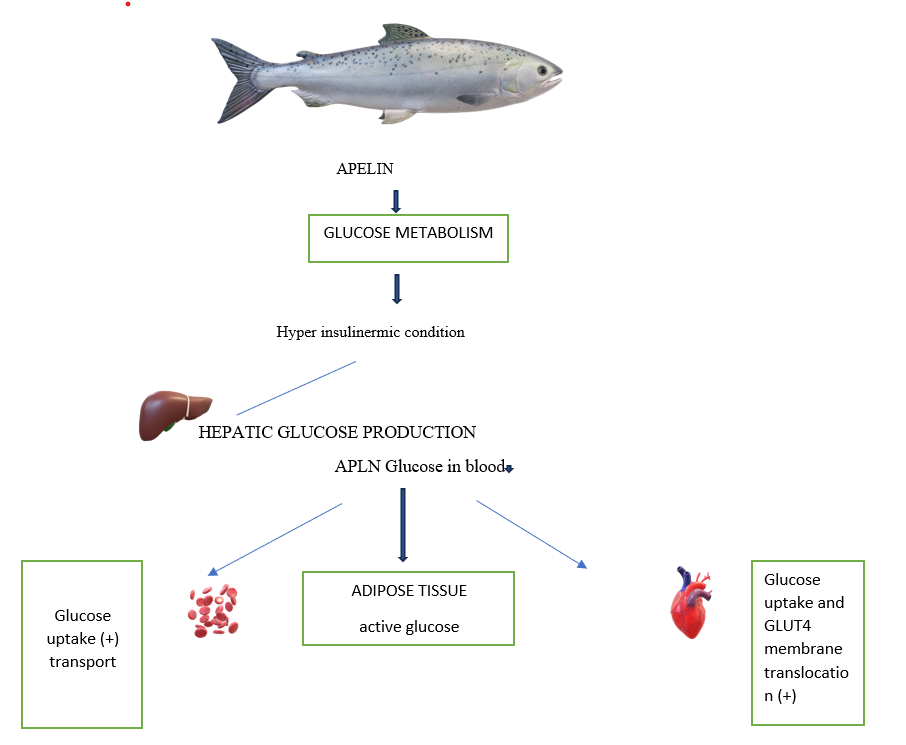 APELIN
GLUCOSE METABOLISM
Hyper insulinermic condition
HEPATIC GLUCOSE PRODUCTION
APLN Glucose in blood
Glucose
uptake (+)
transport
ADIPOSE TISSUE
active glucose
Glucose
uptake and
GLUT4
membrane
translocatio
n (+)